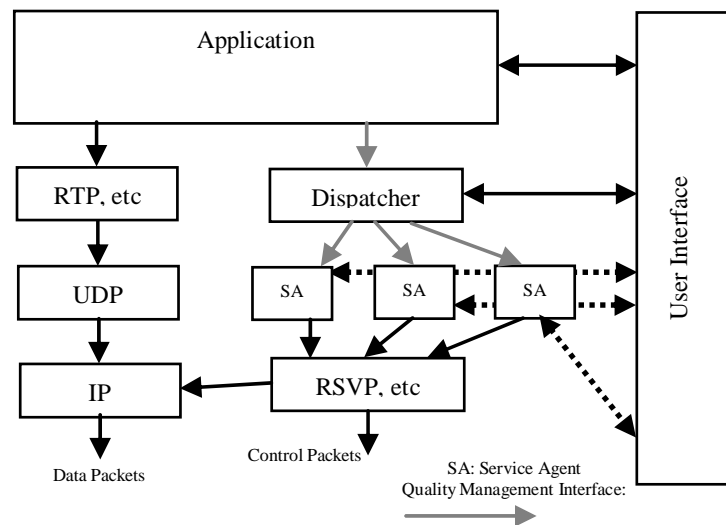 Application
RTP, etc
Dispatcher
User Interface
UDP
SA
SA
SA
IP
RSVP, etc
Data Packets
Control Packets
SA: Service Agent
Quality Management Interface: